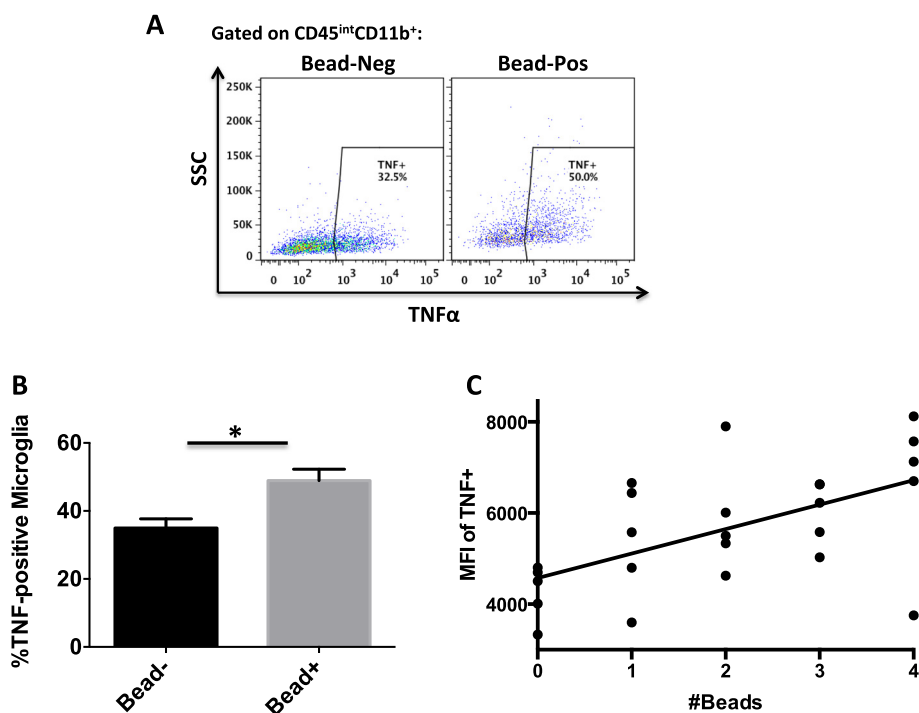 A
Gated on CD45intCD11b+:
Bead-Neg
Bead-Pos
SSC
250K
200K
150K
100K
50K
0
TNF+
32.5%
TNF+
50.0%
0 10² 10³ 10⁴ 10⁵
0 10² 10³ 10⁴ 10⁵
TNFα
B
%TNF-positive Microglia
60
40
20
0
*
Bead-
Bead+
C
MFI of TNF+
8000
6000
4000
0 1 2 3 4
#Beads